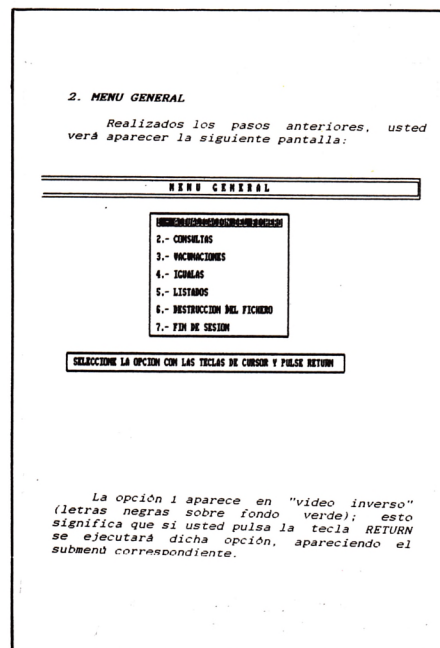 2. MENU GENERAL
Realizados los pasos anteriores, usted
verá aparecer la siguiente pantalla:
MENU GENERAL
2.- CONSULTAS
3.- VACUNACIONES
4.- IGUALAS
5.- LISTADOS
6.- DESTRUCCION DEL FICHERO
7.- FIN DE SESION
SELECCIONE LA OPCION CON LAS TECLAS DE CURSOR Y PULSE RETURN
La opción 1 aparece en "video inverso"
(letras negras sobre fondo verde); esto
significa que si usted pulsa la tecla RETURN
se ejecutará dicha opción, apareciendo el
submenú correspondiente.